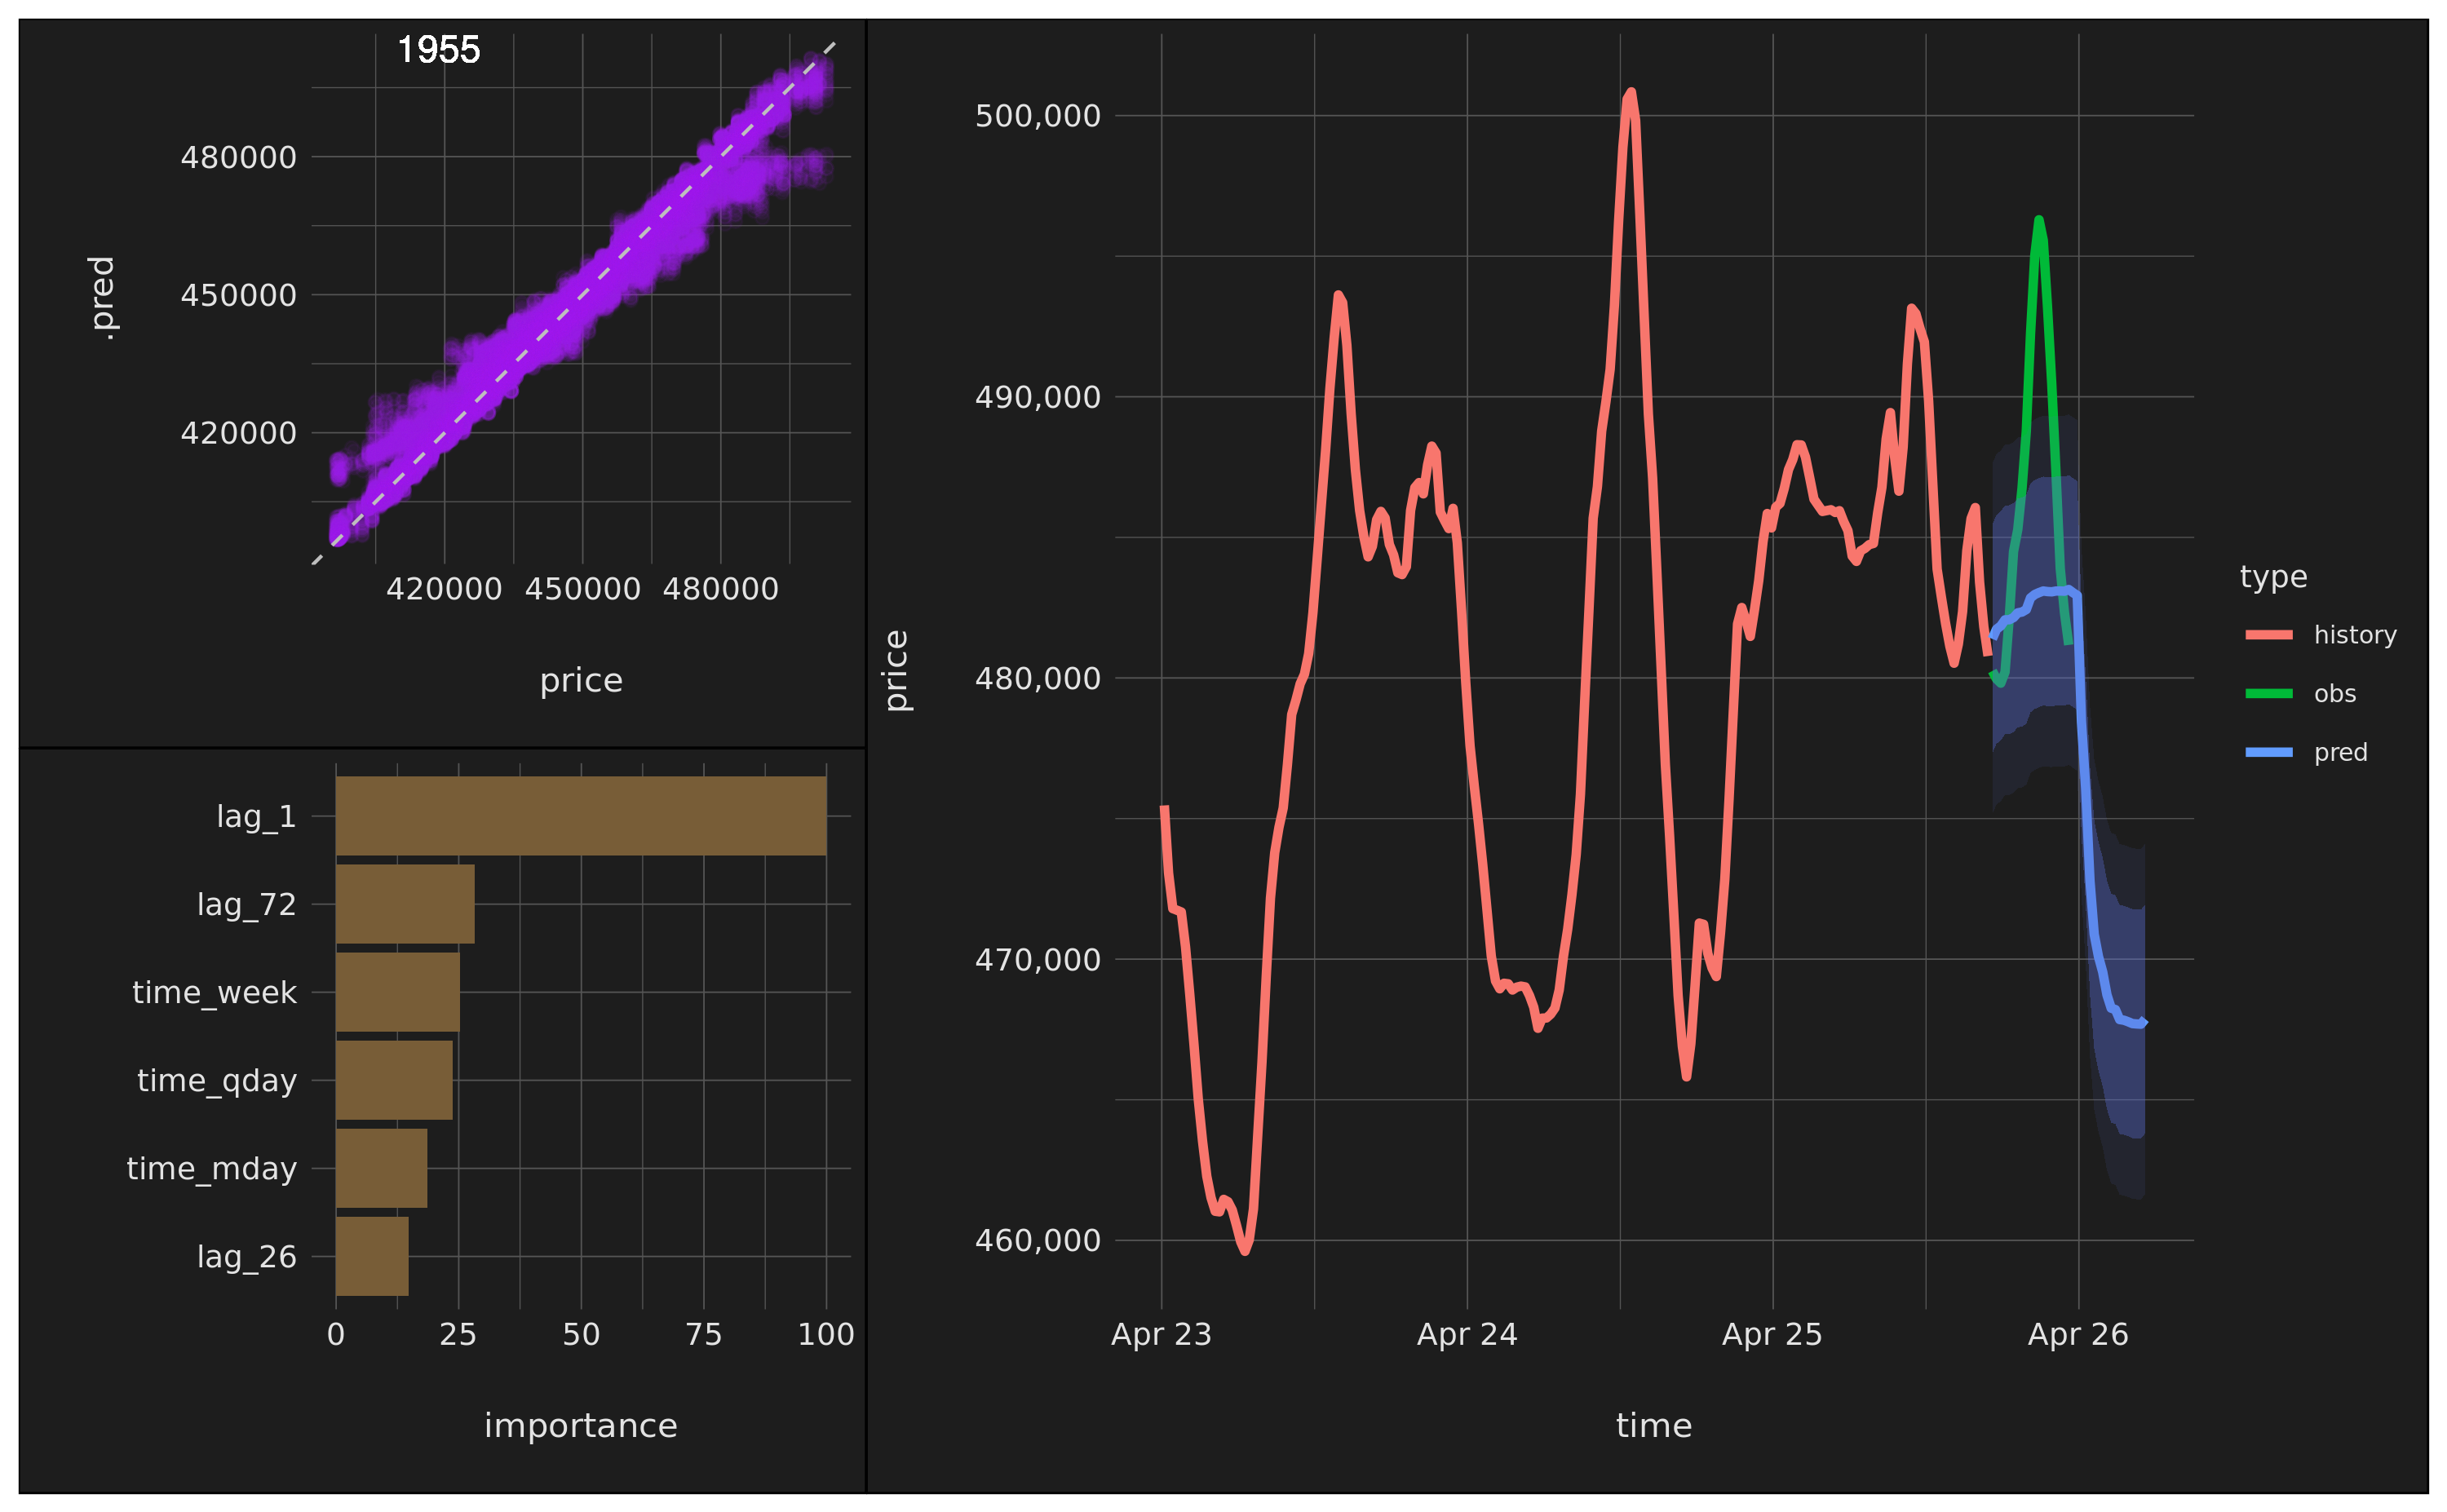 1955
.pred
480000
450000
420000
420000 450000 480000
price
lag_1
lag_72
time_week
time_qday
time_mday
lag_26
0 25 50 75 100
importance
price
500,000
490,000
480,000
470,000
460,000
Apr 23 Apr 24 Apr 25 Apr 26
time
type
history
obs
pred